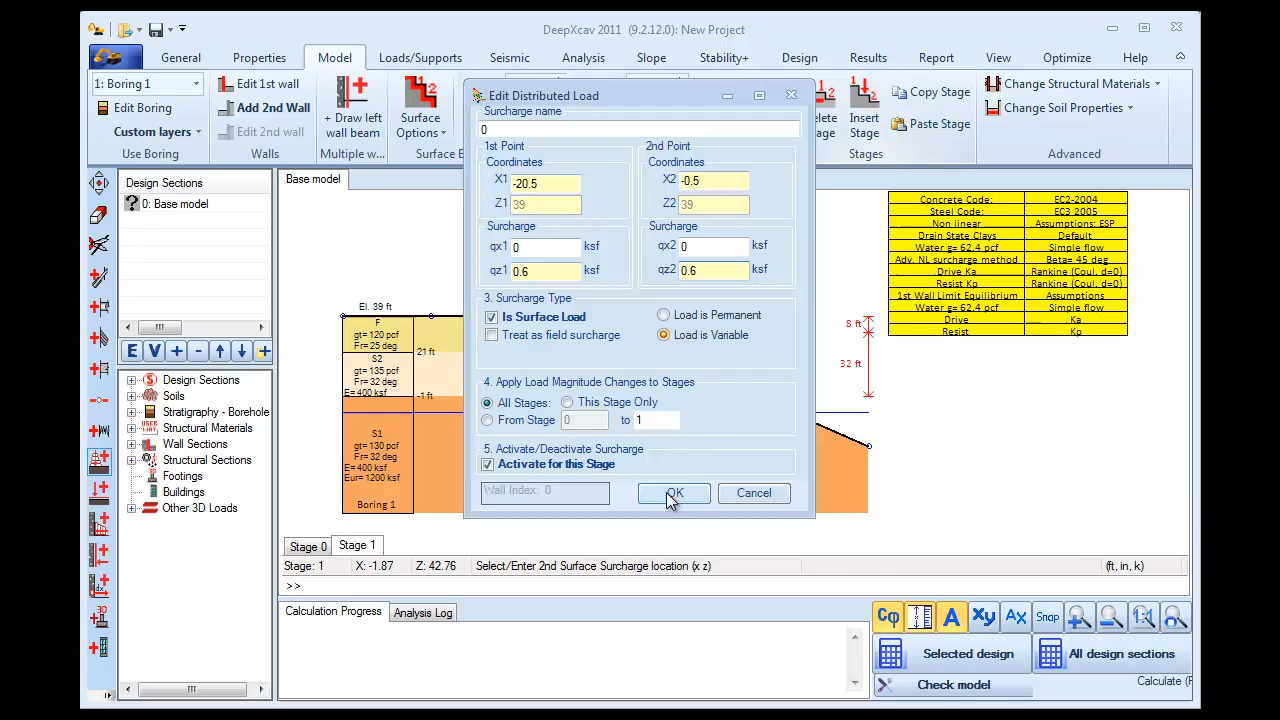 DeepXcav 2011 (9.2.12.0): New Project
General Properties Model Loads/Supports Seismic Analysis Slope Stability+ Design Results Report View Optimize Help
1: Boring 1
Edit Boring
Custom layers
Use Boring
Edit 1st wall
Add 2nd Wall
Edit 2nd wall
Walls
+ Draw left
wall beam
Multiple w...
Surface
Options
Surface E
Stage
Insert
Stage
Copy Stage
Paste Stage
Stages
Change Structural Materials
Change Soil Properties
Advanced
Design Sections
0: Base model
E V + - ↑ ↓ +
Design Sections
Soils
Stratigraphy - Borehole
Structural Materials
Wall Sections
Structural Sections
Footings
Buildings
Other 3D Loads
Base model
El. 39 ft
F
gt= 120 pcf
Fr= 25 deg
21 ft
S2
gt= 135 pcf
Fr= 32 deg
E= 400 ksf
-1 ft
S1
gt= 130 pcf
Fr= 32 deg
E= 400 ksf
Eur= 1200 ksf
Boring 1
Edit Distributed Load
Surcharge name
0
1st Point
Coordinates
X1 -20.5
Z1 39
Surcharge
qx1 0 ksf
qz1 0.6 ksf
2nd Point
Coordinates
X2 -0.5
Z2 39
Surcharge
qx2 0 ksf
qz2 0.6 ksf
3. Surcharge Type
Is Surface Load
Treat as field surcharge
Load is Permanent
Load is Variable
4. Apply Load Magnitude Changes to Stages
All Stages: This Stage Only
From Stage 0 to 1
5. Activate/Deactivate Surcharge
Activate for this Stage
Wall Index: 0
OK Cancel
8 ft
32 ft
Concrete Code: EC2-2004
Steel Code: EC3 2005
Non linear Assumptions: ESP
Drain State Clays Default
Water g= 62.4 pcf Simple flow
Adv. NL surcharge method Beta= 45 deg
Drive Ka Rankine (Coul. d=0)
Resist Kp Rankine (Coul. d=0)
1st Wall Limit Equilibrium Assumptions
Water g= 62.4 pcf Simple flow
Drive Ka
Resist Kp
Stage 0 Stage 1
Stage: 1 X: -1.87 Z: 42.76 Select/Enter 2nd Surface Surcharge location (x z) (ft, in, k)
>>
Calculation Progress Analysis Log
Cφ A Xy Ax Snap 1:1
Selected design All design sections
Check model
Calculate (F